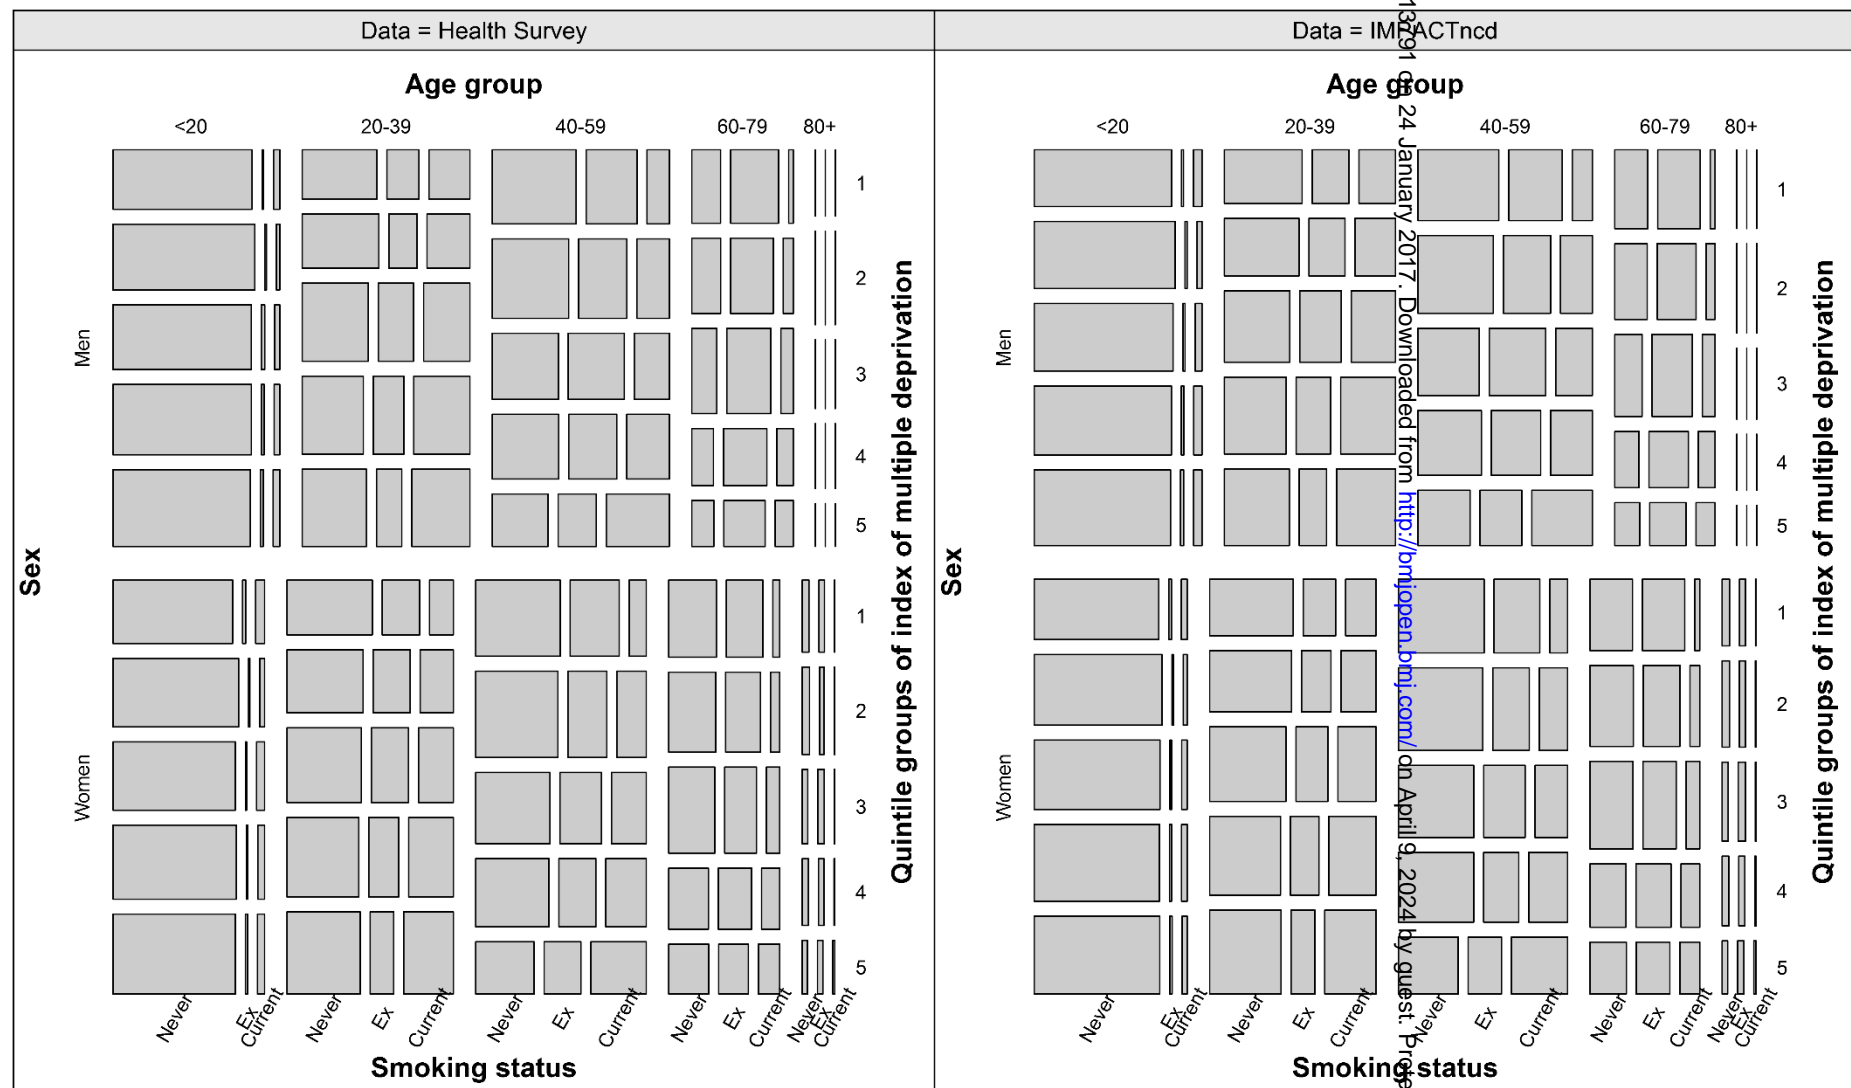 Data = Health Survey
Age group
<20 20-39 40-59 60-79 80+
Sex
Men
Women
1
2
3
4
5
1
2
3
4
5
Quintile groups of index of multiple deprivation
Never Ex Current Never Ex Current Never Ex Current Never Ex Current Never Ex Current
Smoking status
Data = IMPACTncd
Age group
<20 20-39 40-59 60-79 80+
Sex
Men
Women
1
2
3
4
5
1
2
3
4
5
Quintile groups of index of multiple deprivation
Never Ex Current Never Ex Current Never Ex Current Never Ex Current Never Ex Current
Smoking status
13791 on 24 January 2017. Downloaded from http://bmjopen.bmj.com/ on April 9, 2024 by guest. Prote